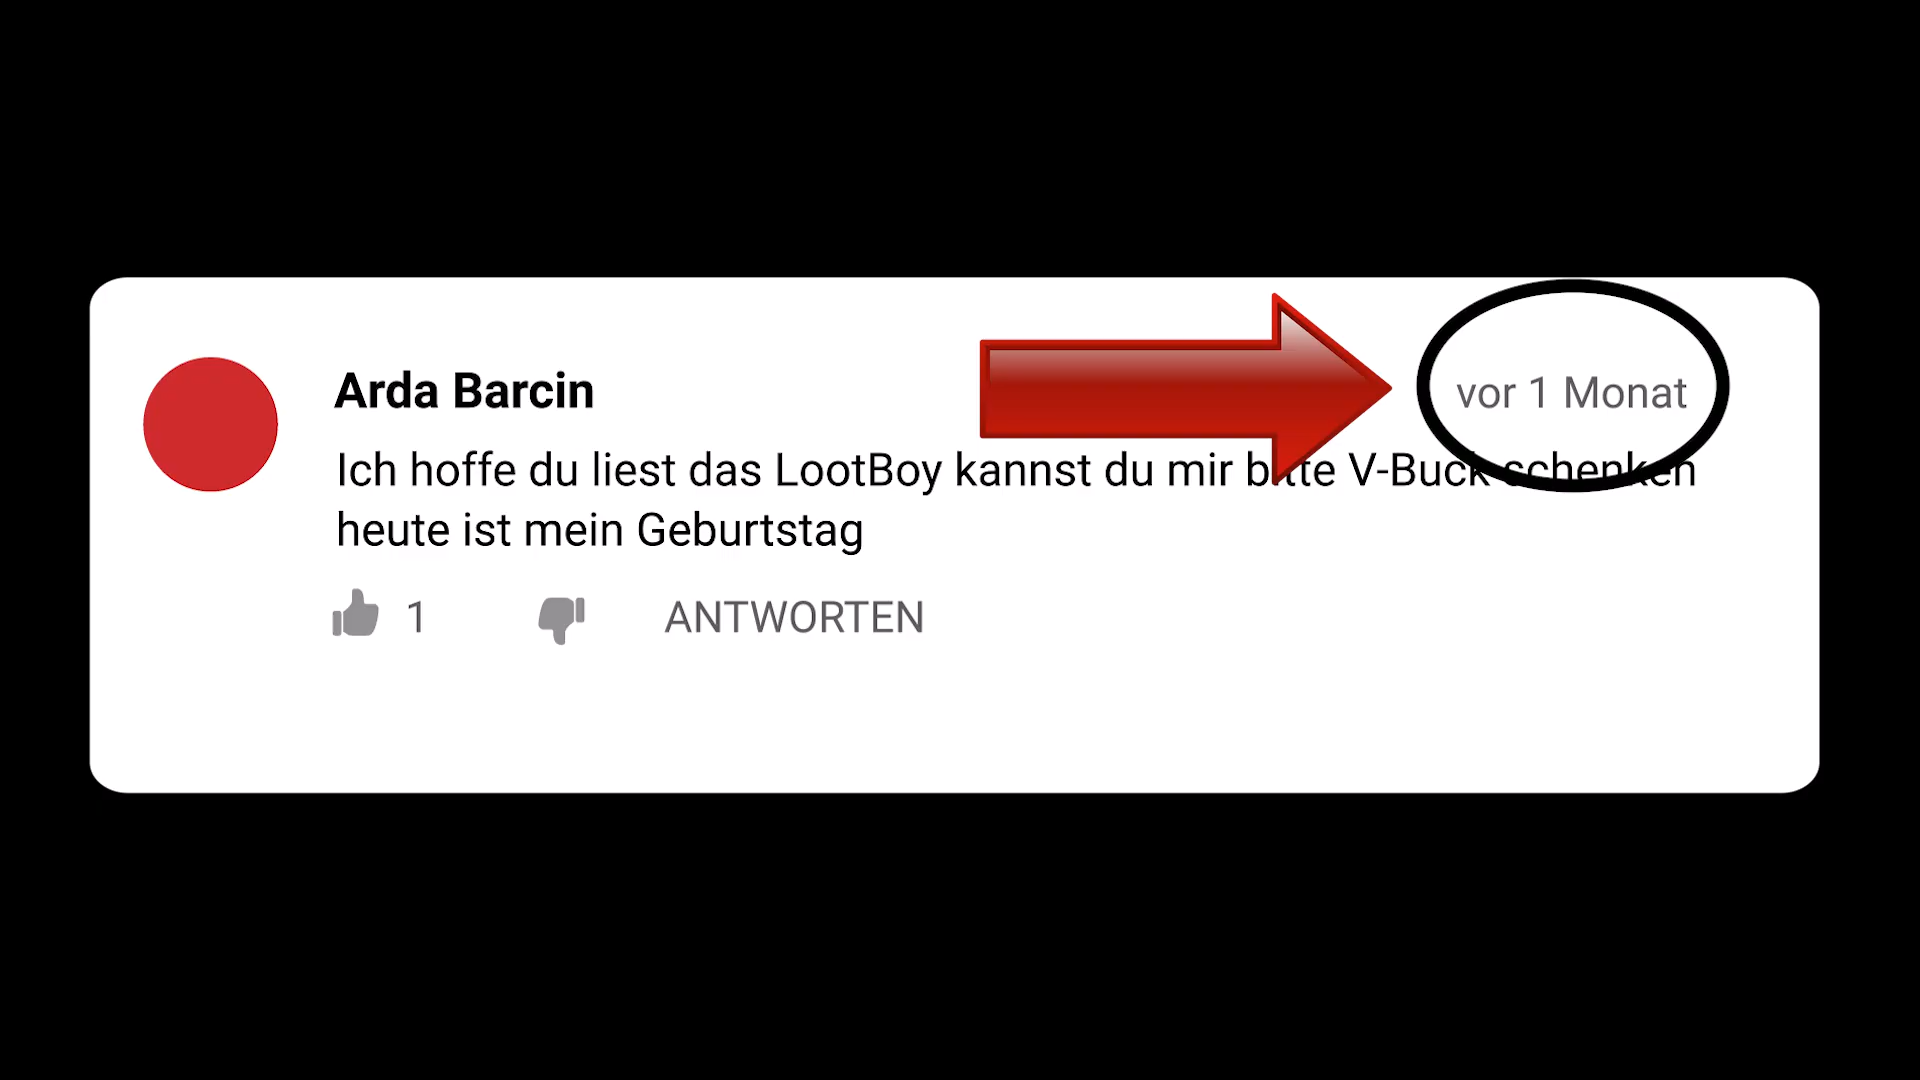 Arda Barcin
vor 1 Monat
Ich hoffe du liest das LootBoy kannst du mir bitte V-Buck schenken
heute ist mein Geburtstag
1
ANTWORTEN